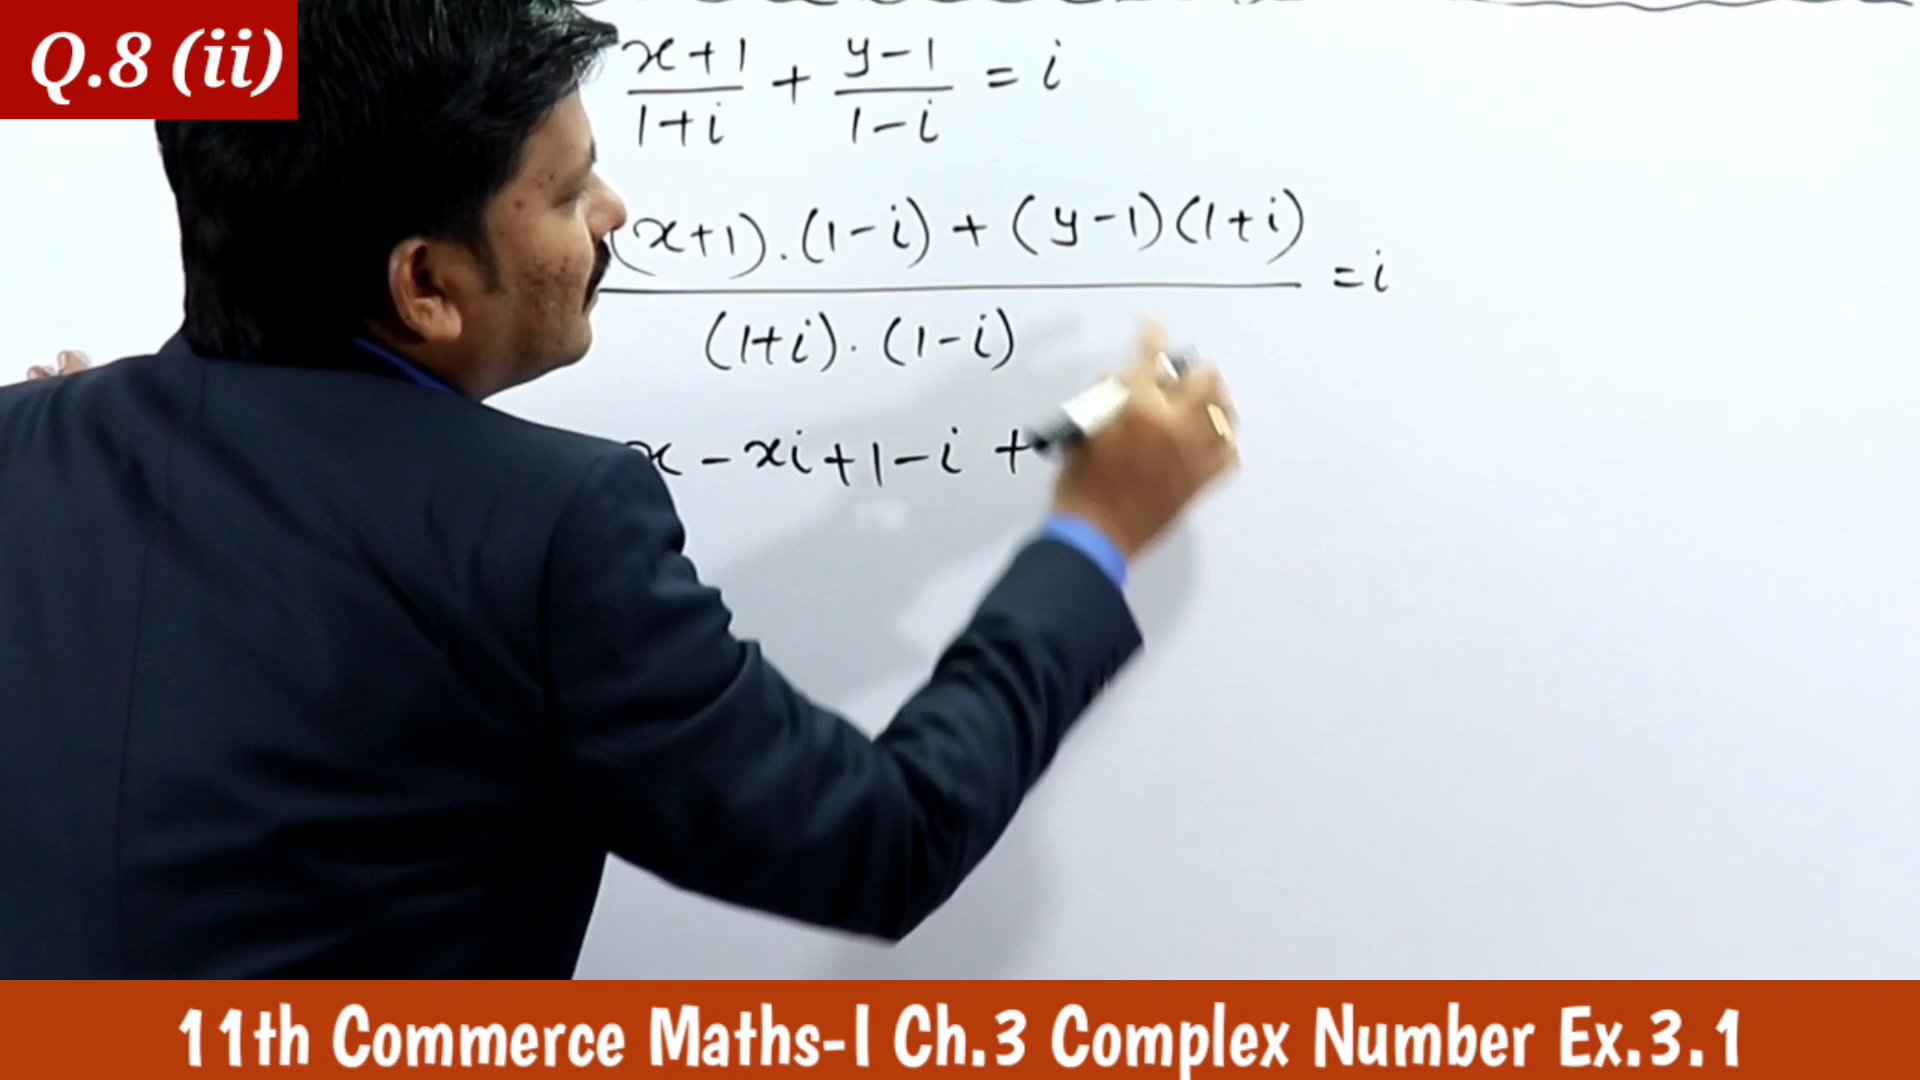 Q.8 (ii)
x+1/1+i + y-1/1-i = i
(x+1).(1-i) + (y-1)(1+i)/(1+i).(1-i) = i
x - xi + 1 - i +
11th Commerce Maths-I Ch.3 Complex Number Ex.3.1